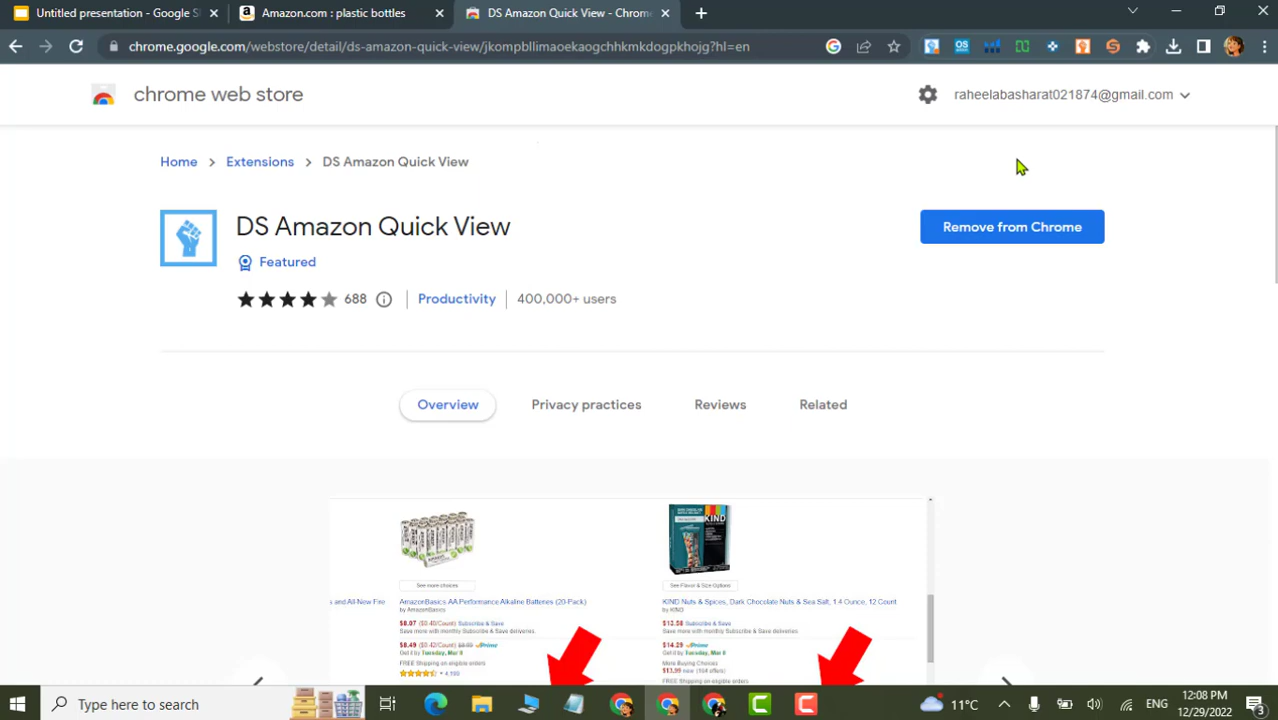 Untitled presentation - Google S
Amazon.com : plastic bottles
DS Amazon Quick View - Chrome
chrome.google.com/webstore/detail/ds-amazon-quick-view/jkompbllimaoekaogchhkmkdogpkhojg?hl=en
chrome web store
raheelabasharat021874@gmail.com
Home > Extensions > DS Amazon Quick View
DS Amazon Quick View
Remove from Chrome
Featured
688 | Productivity | 400,000+ users
Overview Privacy practices Reviews Related
KIND
See more choices
See Flavor & Size Options
s and All-New Fire
AmazonBasics AA Performance Alkaline Batteries (20-Pack)
by AmazonBasics
KIND Nuts & Spices, Dark Chocolate Nuts & Sea Salt, 1.4 Ounce, 12 Count
by KIND
$8.07 ($0.40/Count) Subscribe & Save
Save more with monthly Subscribe & Save deliveries.
$12.58 Subscribe & Save
Save more with monthly Subscribe & Save deliveries.
$8.49 ($0.42/Count) Prime
Get it by Tuesday, Mar 8
FREE Shipping on eligible orders
$14.29 Prime
Get it by Tuesday, Mar 8
More Buying Choices
FREE Shipping on eligible orders
Type here to search
11°C
ENG
12:08 PM
12/29/2022
3